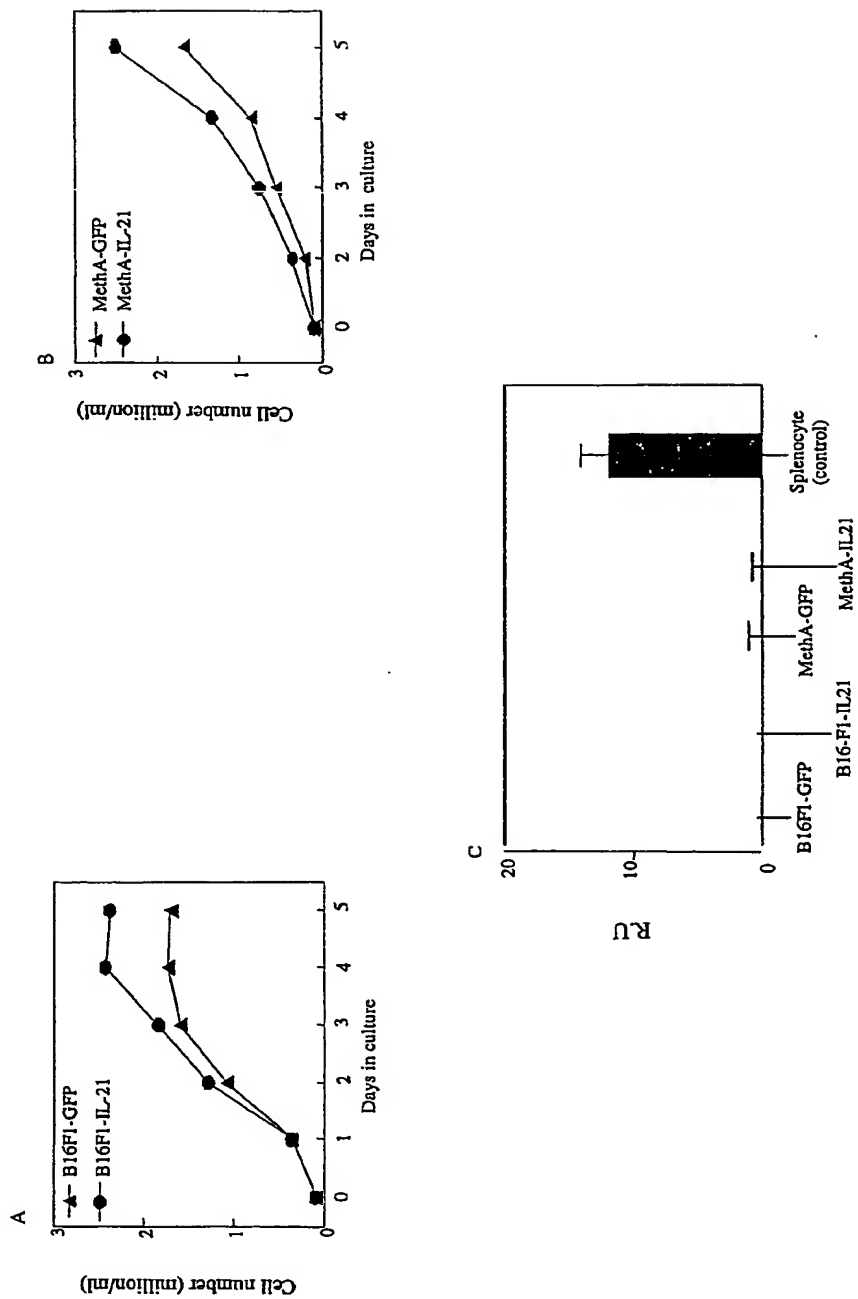 A
B16F1-GFP
B16F1-IL-21
Cell number (million/ml)
3
2
1
0
0 1 2 3 4 5
Days in culture
B
MethA-GFP
MethA-IL-21
Cell number (million/ml)
3
2
1
0
0 2 3 4 5
Days in culture
C
R.U
20
10
0
B16F1-GFP
B16-F1-IL21
MethA-GFP
MethA-IL21
Splenocyte
(control)